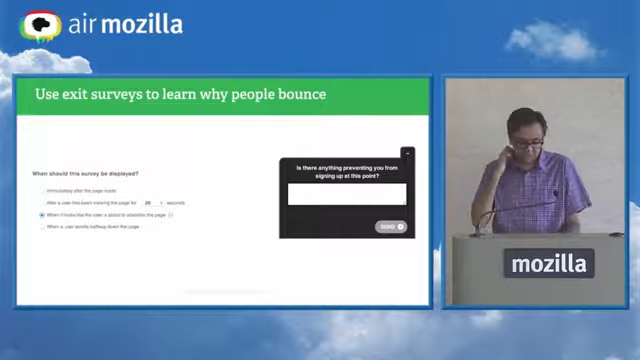 air mozilla
Use exit surveys to learn why people bounce
When should this survey be displayed?
Immediately after the page loads
After a user has been viewing the page for 20 seconds
When it looks like the user is about to abandon the page
When a user scrolls halfway down the page
Is there anything preventing you from
signing up at this point?
SEND
mozilla